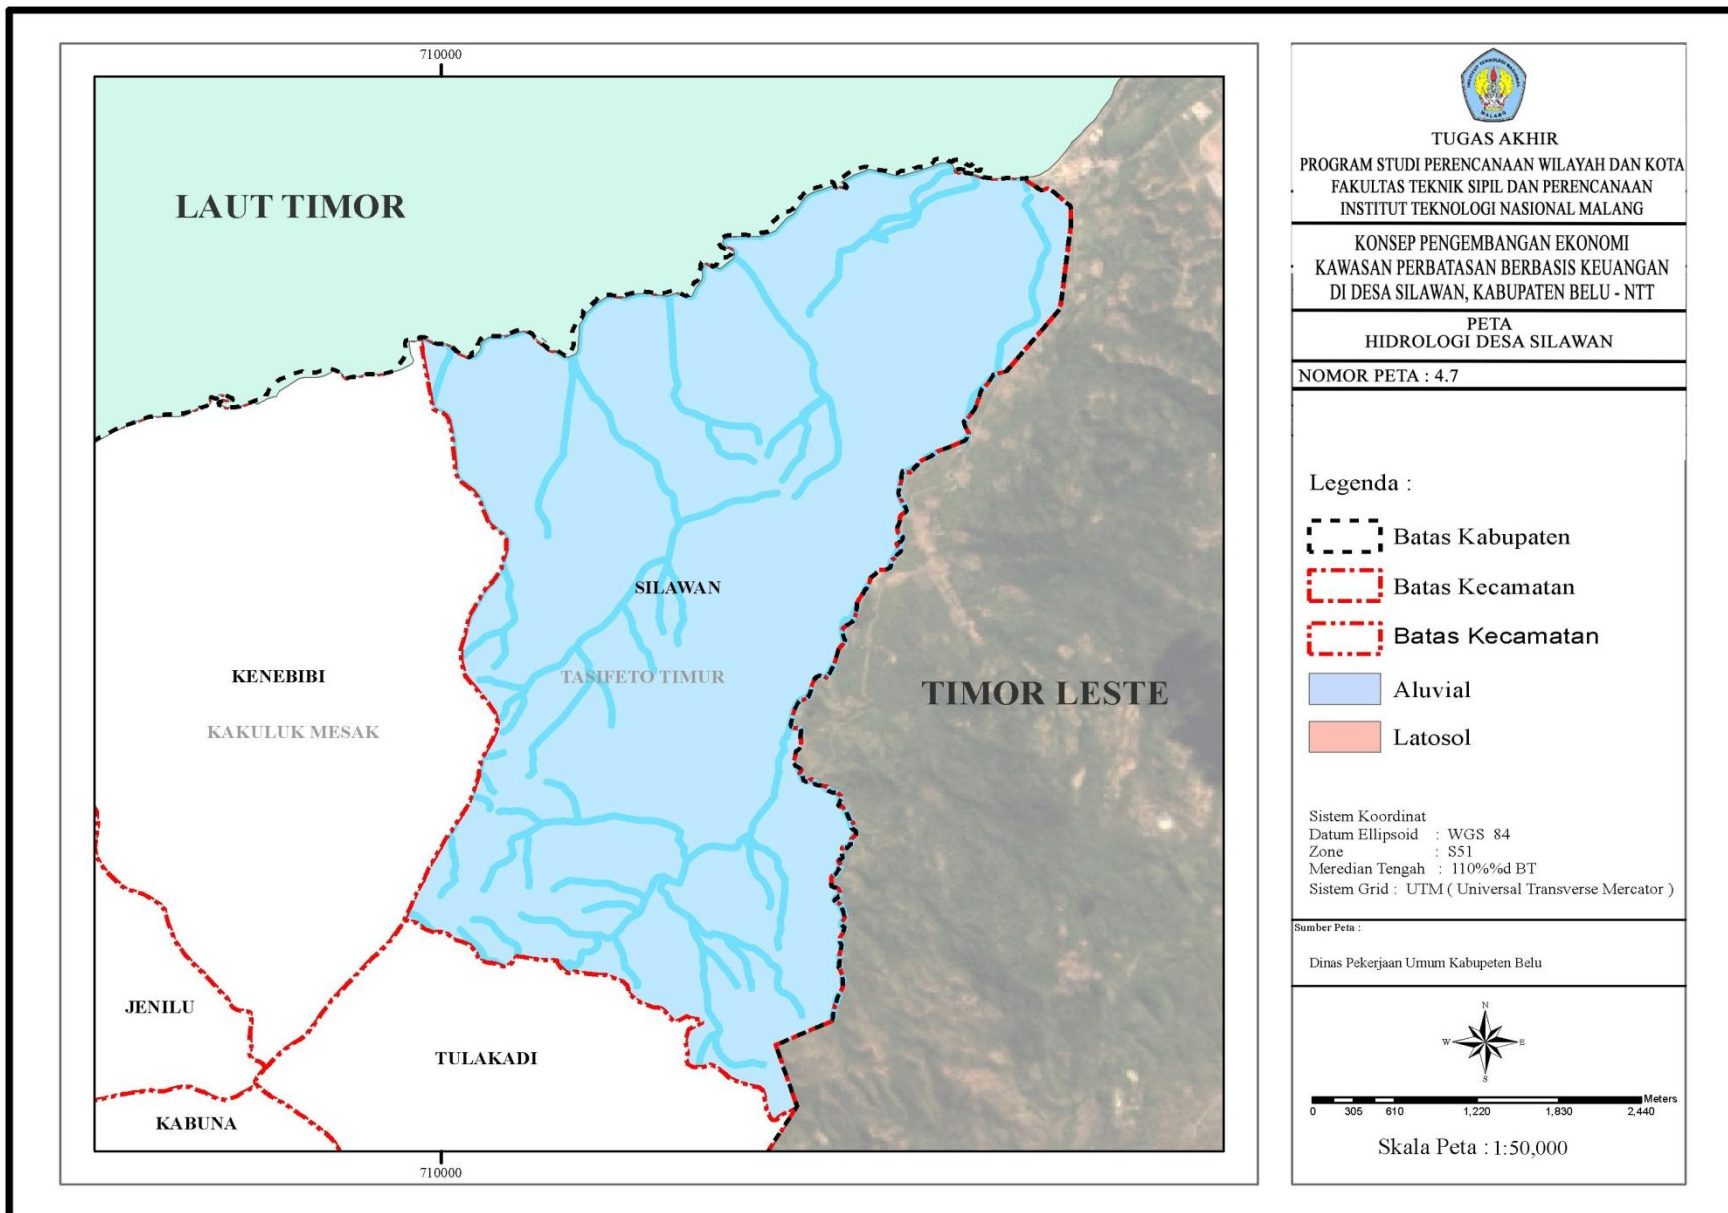 710000
LAUT TIMOR
SILAWAN
KENEBIBI
TASIFETO TIMUR
TIMOR LESTE
KAKULUK MESAK
JENILU
TULAKADI
KABUNA
710000
INSTITUT TEKNOLOGI NASIONAL
MALANG
TUGAS AKHIR
PROGRAM STUDI PERENCANAAN WILAYAH DAN KOTA
FAKULTAS TEKNIK SIPIL DAN PERENCANAAN
INSTITUT TEKNOLOGI NASIONAL MALANG
KONSEP PENGEMBANGAN EKONOMI
KAWASAN PERBATASAN BERBASIS KEUANGAN
DI DESA SILAWAN, KABUPATEN BELU - NTT
PETA
HIDROLOGI DESA SILAWAN
NOMOR PETA : 4.7
Legenda :
Batas Kabupaten
Batas Kecamatan
Batas Kecamatan
Aluvial
Latosol
Sistem Koordinat
Datum Ellipsoid : WGS 84
Zone : S51
Meredian Tengah : 110%%d BT
Sistem Grid : UTM ( Universal Transverse Mercator )
Sumber Peta :
Dinas Pekerjaan Umum Kabupeten Belu
N
W E
S
Meters
0 305 610 1,220 1,830 2,440
Skala Peta : 1:50,000